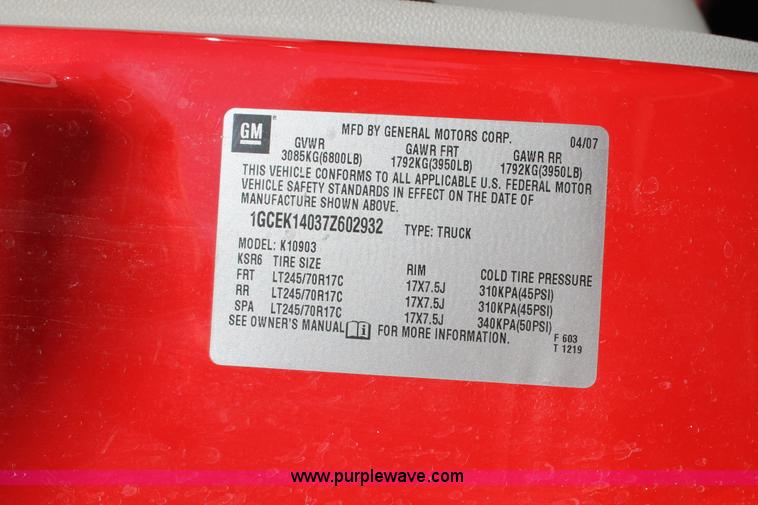 GM
MFD BY GENERAL MOTORS CORP. 04/07
GVWR GAWR FRT GAWR RR
3085KG(6800LB) 1792KG(3950LB) 1792KG(3950LB)
THIS VEHICLE CONFORMS TO ALL APPLICABLE U.S. FEDERAL MOTOR
VEHICLE SAFETY STANDARDS IN EFFECT ON THE DATE OF
MANUFACTURE SHOWN ABOVE.
1GCEK14037Z602932 TYPE: TRUCK
MODEL: K10903
KSR6 TIRE SIZE RIM COLD TIRE PRESSURE
FRT LT245/70R17C 17X7.5J 310KPA(45PSI)
RR LT245/70R17C 17X7.5J 310KPA(45PSI)
SPA LT245/70R17C 17X7.5J 340KPA(50PSI)
SEE OWNER'S MANUAL FOR MORE INFORMATION.
F 603
T 1219
www.purplewave.com